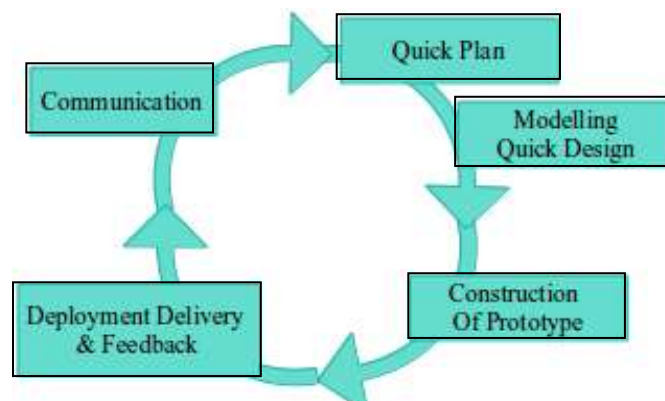 Quick Plan
Communication
Modelling
Quick Design
Construction
Of Prototype
Deployment Delivery
& Feedback